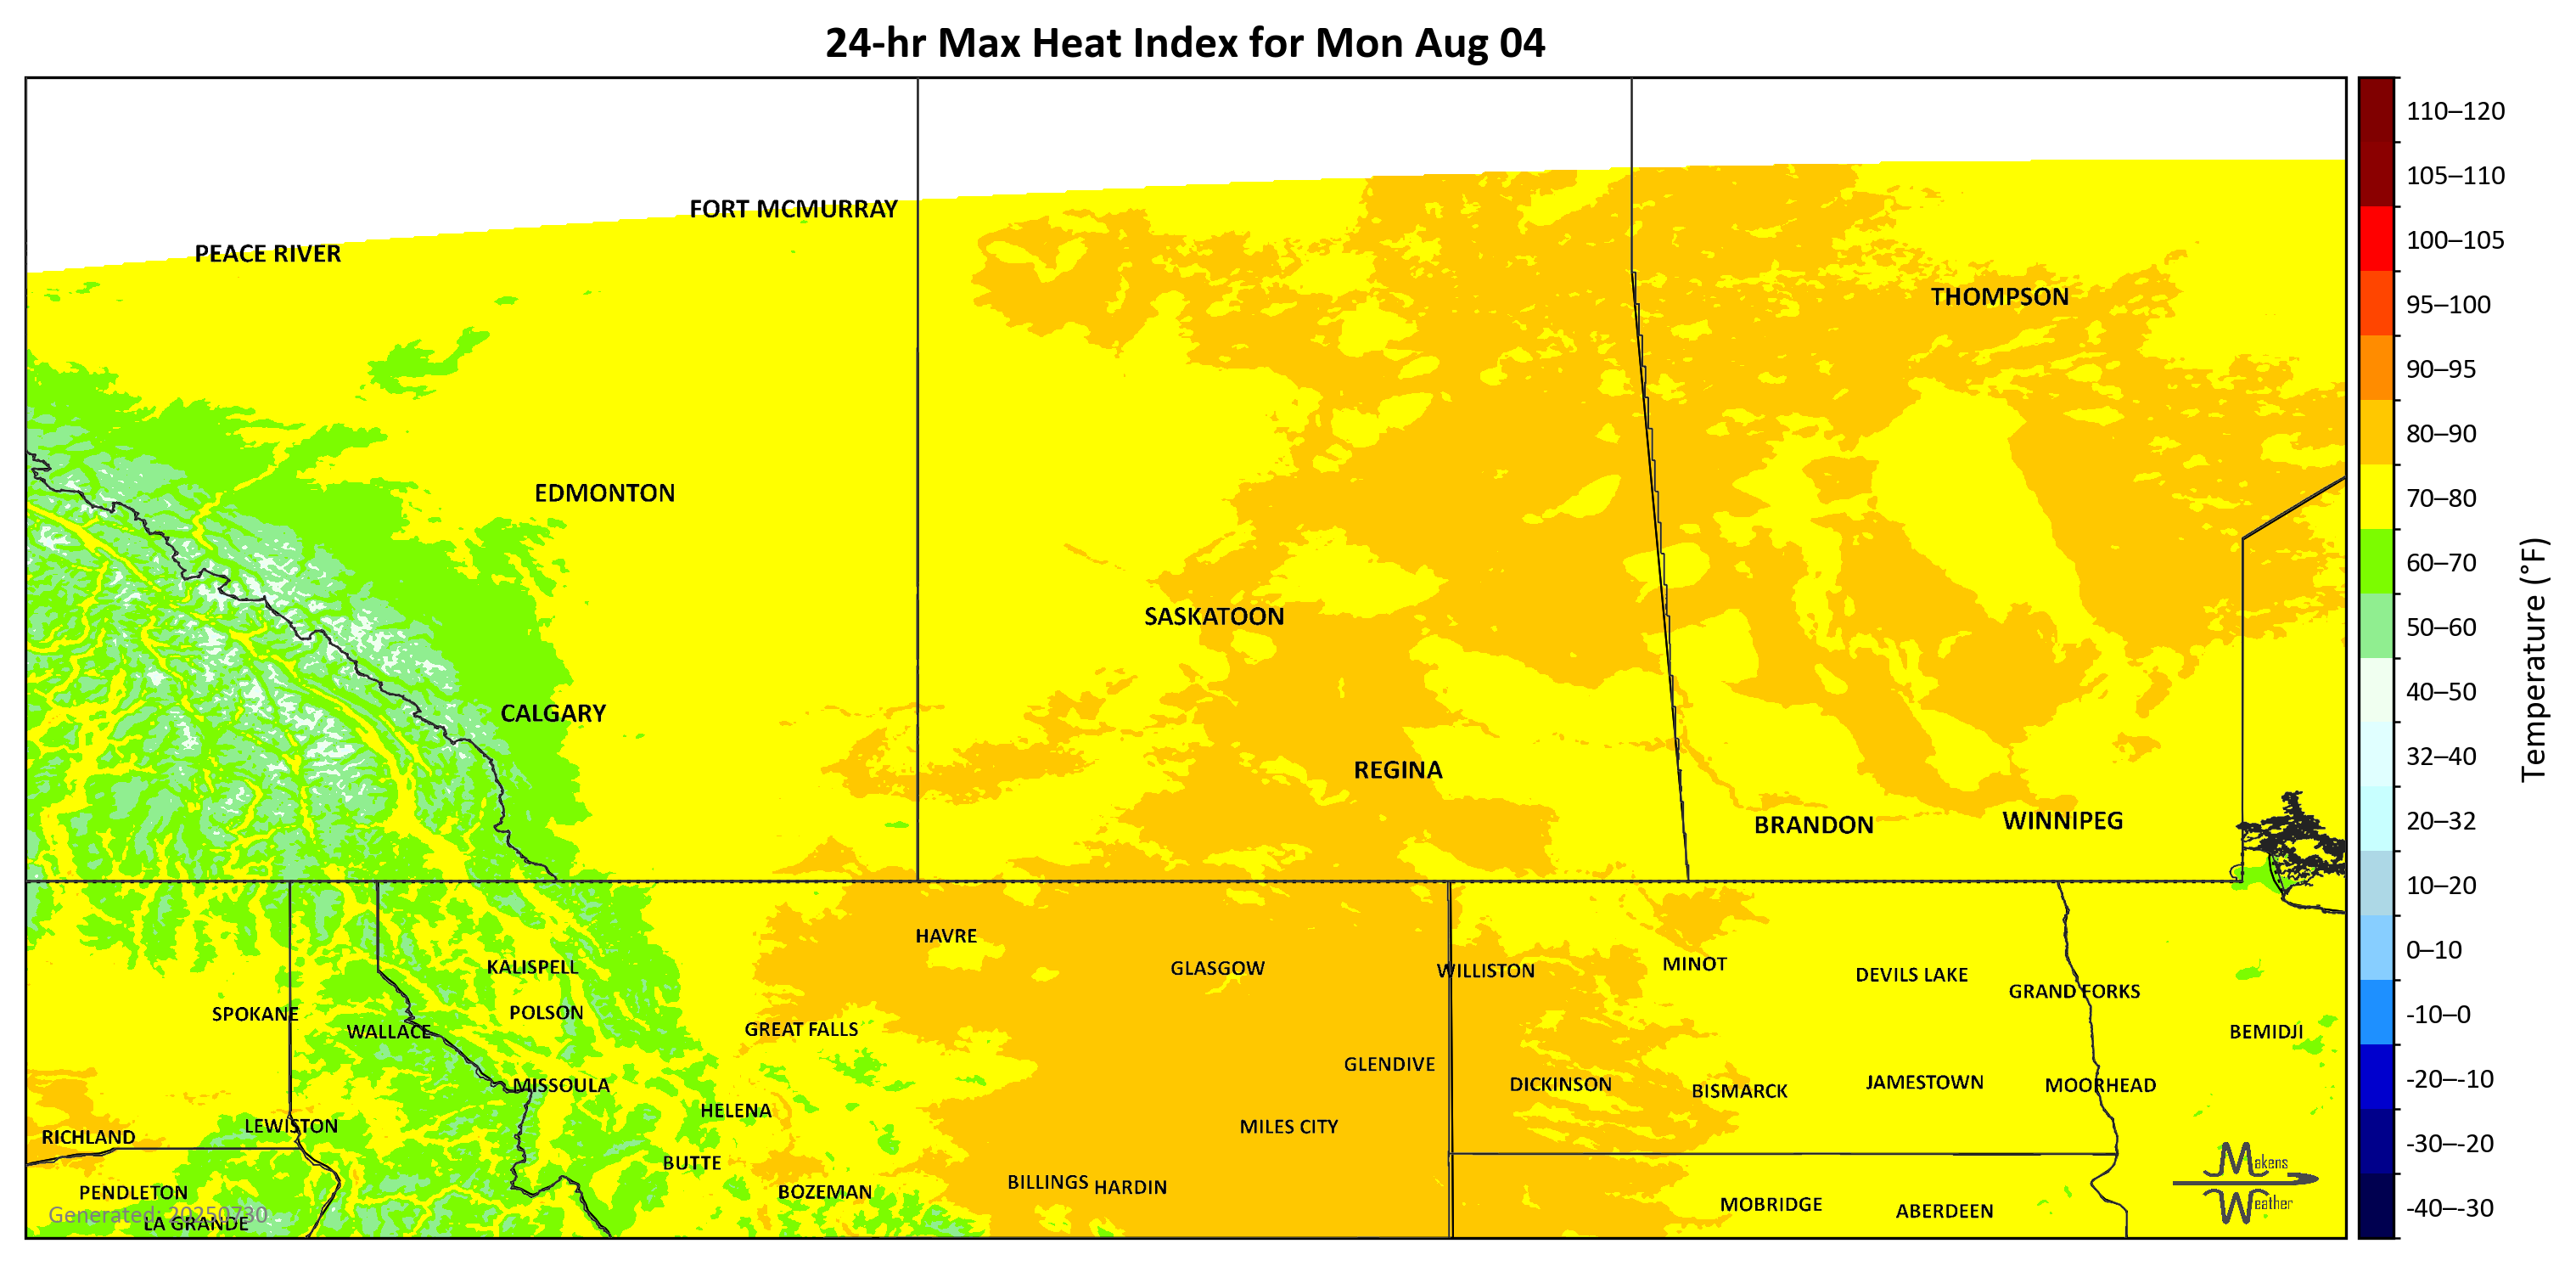 24-hr Max Heat Index for Mon Aug 04
110–120
105–110
100–105
95–100
90–95
80–90
70–80
60–70
50–60
40–50
32–40
20–32
10–20
0–10
-10–0
-20–-10
-30–-20
-40–-30
Temperature (°F)
FORT MCMURRAY
PEACE RIVER
THOMPSON
EDMONTON
SASKATOON
CALGARY
REGINA
BRANDON
WINNIPEG
HAVRE
KALISPELL
GLASGOW
WILLISTON
MINOT
DEVILS LAKE
GRAND FORKS
SPOKANE
POLSON
WALLACE
GREAT FALLS
BEMIDJI
GLENDIVE
MISSOULA
DICKINSON
BISMARCK
JAMESTOWN
MOORHEAD
HELENA
LEWISTON
MILES CITY
RICHLAND
BUTTE
PENDLETON
BOZEMAN
BILLINGS
HARDIN
MOBRIDGE
ABERDEEN
Generated: 20250730
LA GRANDE
Makens
Weather